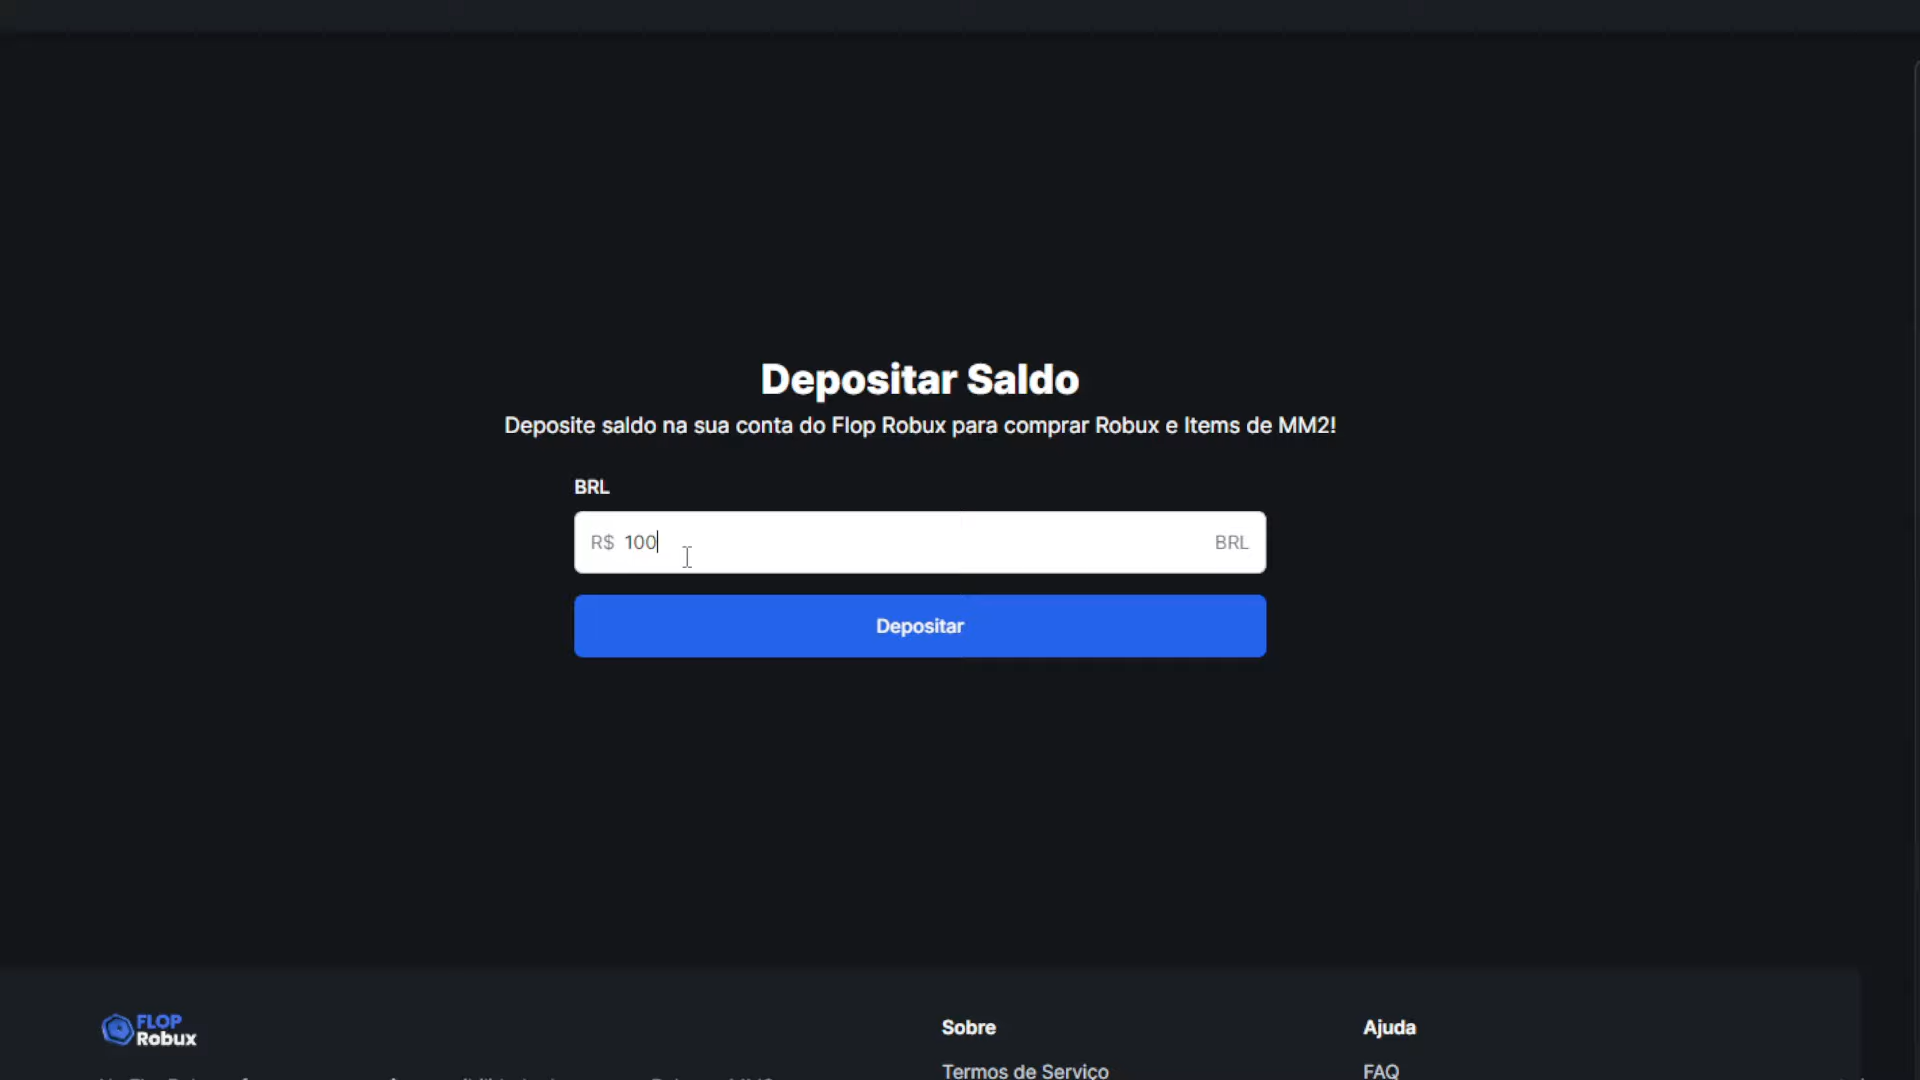 Depositar Saldo
Deposite saldo na sua conta do Flop Robux para comprar Robux e Items de MM2!
BRL
R$ 100 BRL
Depositar
FLOP
Robux
Sobre
Ajuda
Termos de Serviço
FAQ